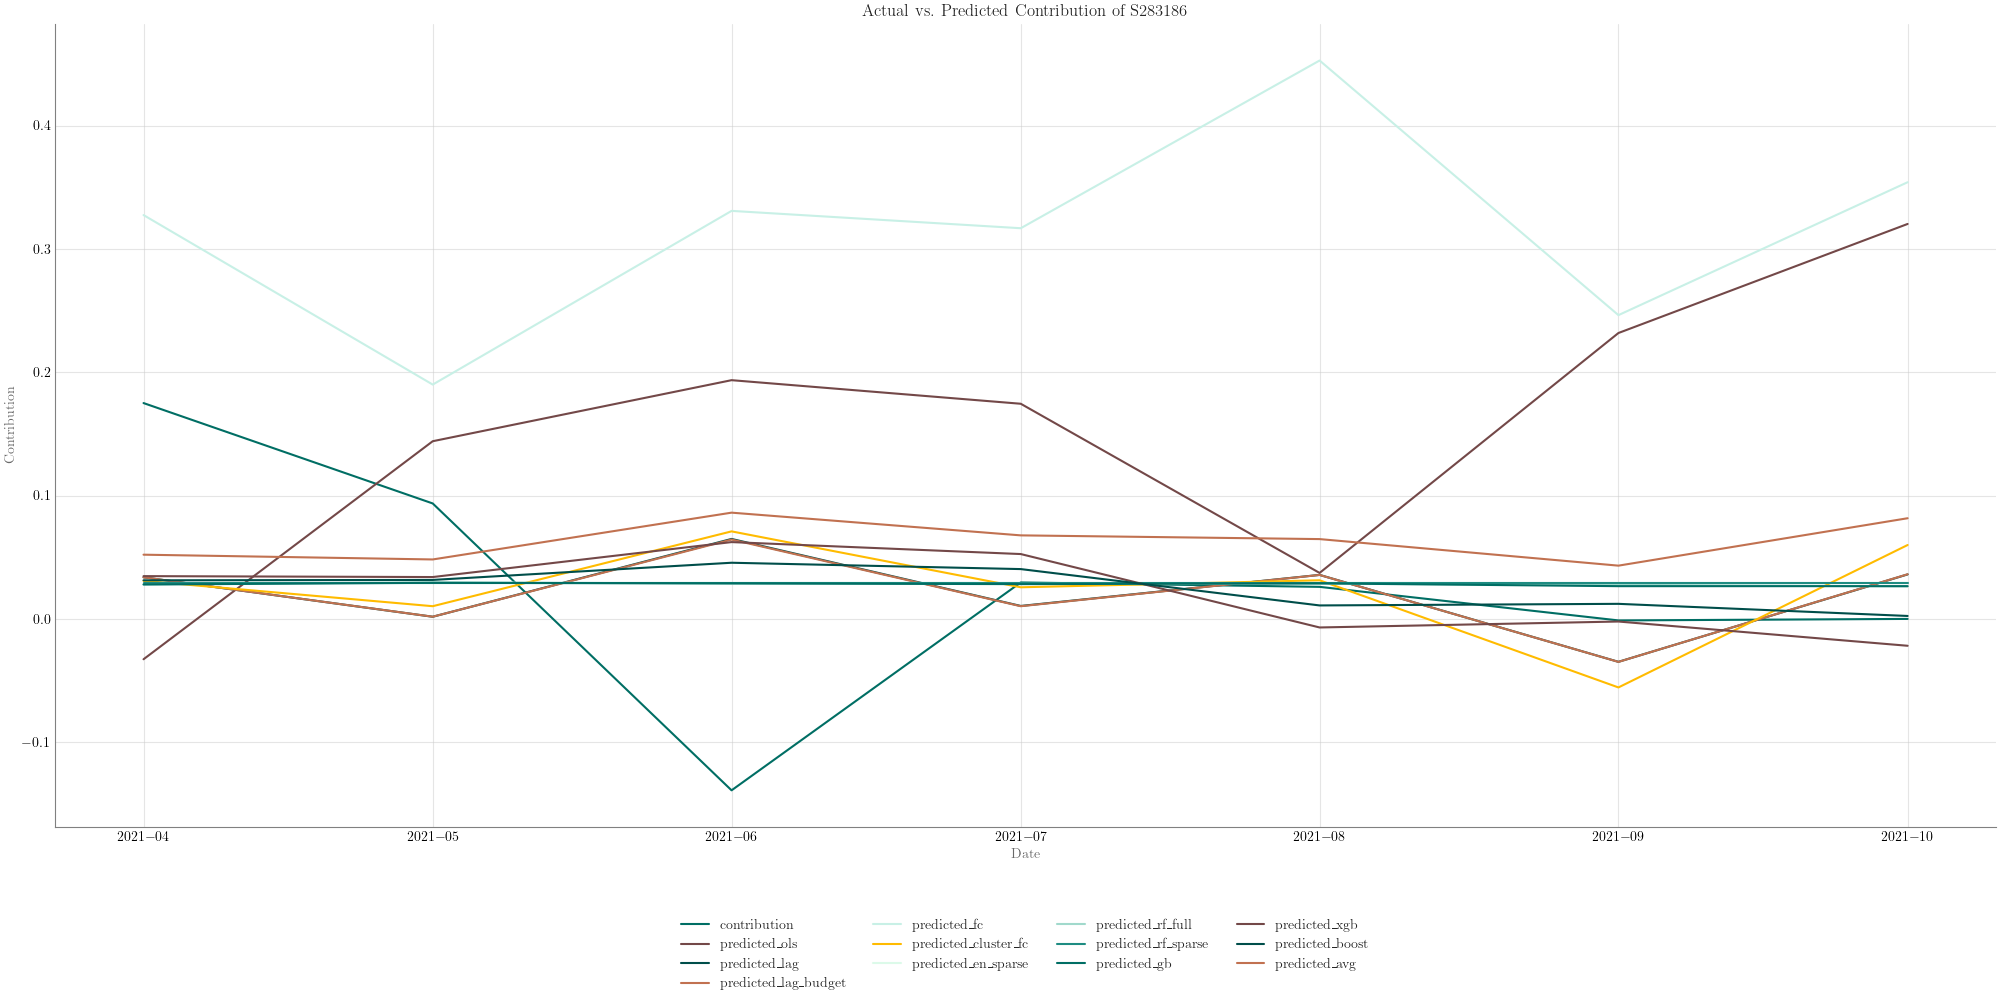 Actual vs. Predicted Contribution of S283186
Contribution
0.4
0.3
0.2
0.1
0.0
−0.1
2021−04 2021−05 2021−06 2021−07 2021−08 2021−09 2021−10
Date
contribution predicted_fc predicted_rf_full predicted_xgb
predicted_ols predicted_cluster_fc predicted_rf_sparse predicted_boost
predicted_lag predicted_en_sparse predicted_gb predicted_avg
predicted_lag_budget